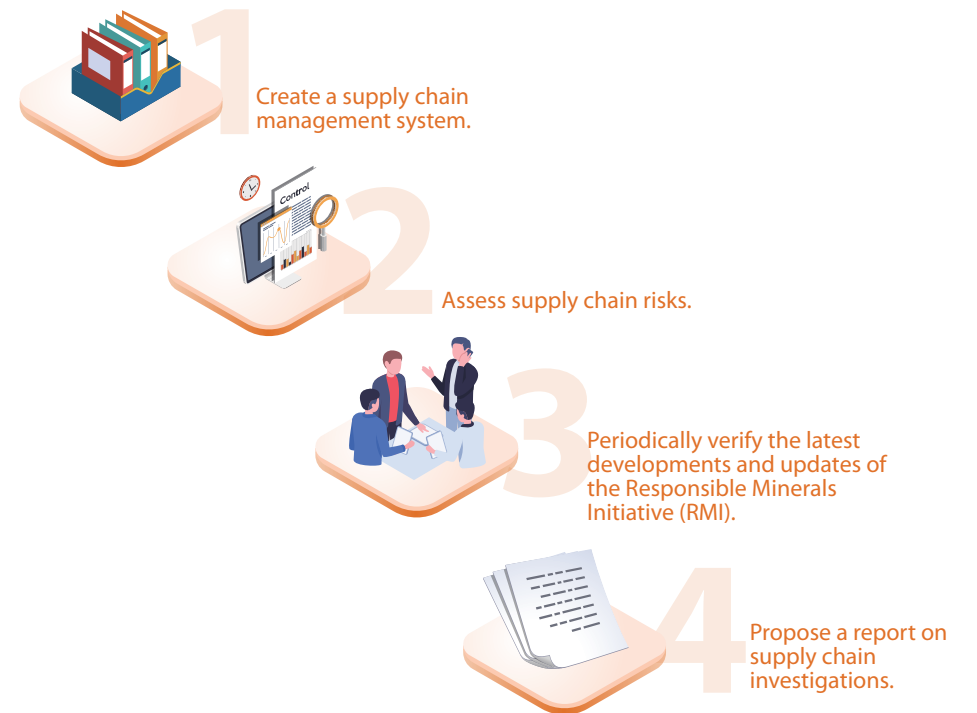 1
Create a supply chain
management system.
Control
2
Assess supply chain risks.
3
Periodically verify the latest
developments and updates of
the Responsible Minerals
Initiative (RMI).
4
Propose a report on
supply chain
investigations.